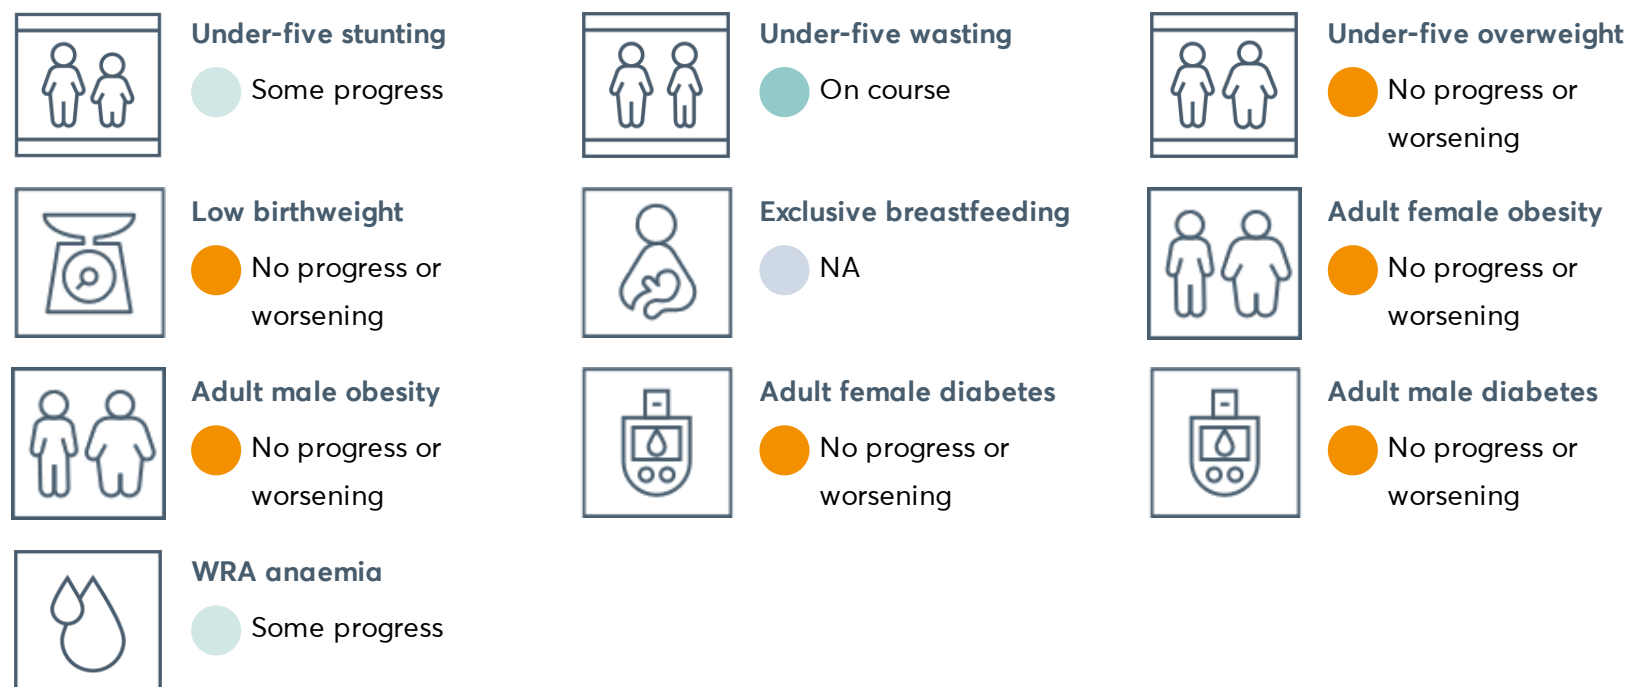 Under-five stunting
Some progress
Under-five wasting
On course
Under-five overweight
No progress or
worsening
Low birthweight
No progress or
worsening
Exclusive breastfeeding
NA
Adult female obesity
No progress or
worsening
Adult male obesity
No progress or
worsening
Adult female diabetes
No progress or
worsening
Adult male diabetes
No progress or
worsening
WRA anaemia
Some progress